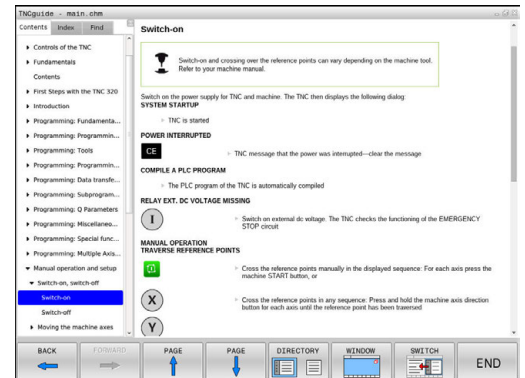 TNCguide - main.chm
Contents Index Find
Controls of the TNC
Fundamentals
Contents
First Steps with the TNC 320
Introduction
Programming: Fundamenta...
Programming: Programmin...
Programming: Tools
Programming: Programmin...
Programming: Data transfe...
Programming: Subprogram...
Programming: Q Parameters
Programming: Miscellaneo...
Programming: Special func...
Programming: Multiple Axis...
Manual operation and setup
Switch-on, switch-off
Switch-on
Switch-off
Moving the machine axes
Switch-on
Switch-on and crossing over the reference points can vary depending on the machine tool.
Refer to your machine manual.
Switch on the power supply for TNC and machine. The TNC then displays the following dialog:
SYSTEM STARTUP
TNC is started
POWER INTERRUPTED
CE
TNC message that the power was interrupted—clear the message
COMPILE A PLC PROGRAM
The PLC program of the TNC is automatically compiled
RELAY EXT. DC VOLTAGE MISSING
I
Switch on external dc voltage. The TNC checks the functioning of the EMERGENCY
STOP circuit
MANUAL OPERATION
TRAVERSE REFERENCE POINTS
Cross the reference points manually in the displayed sequence: For each axis press the
machine START button, or
X
Cross the reference points in any sequence: Press and hold the machine axis direction
button for each axis until the reference point has been traversed
Y
BACK FORWARD PAGE PAGE DIRECTORY WINDOW SWITCH END